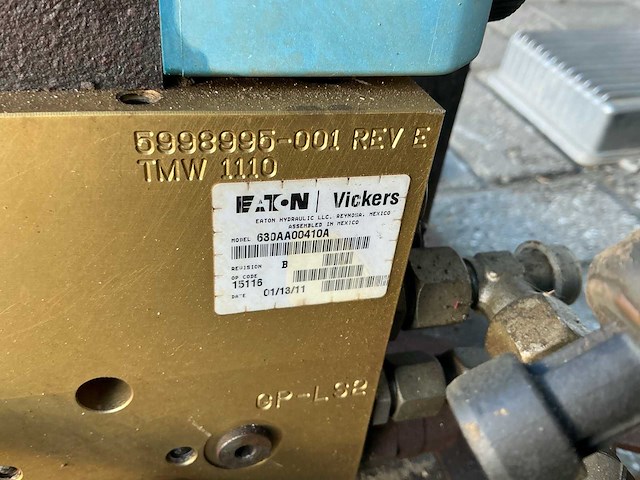 5998995-001 REV E
TMW 1110
EATON | Vickers
EATON HYDRAULIC LLC. REYNOSA, MEXICO
ASSEMBLED IN MEXICO
MODEL 630AA00410A
REVISION B
OP CODE
15116
DATE 01/13/11
GP-LS2